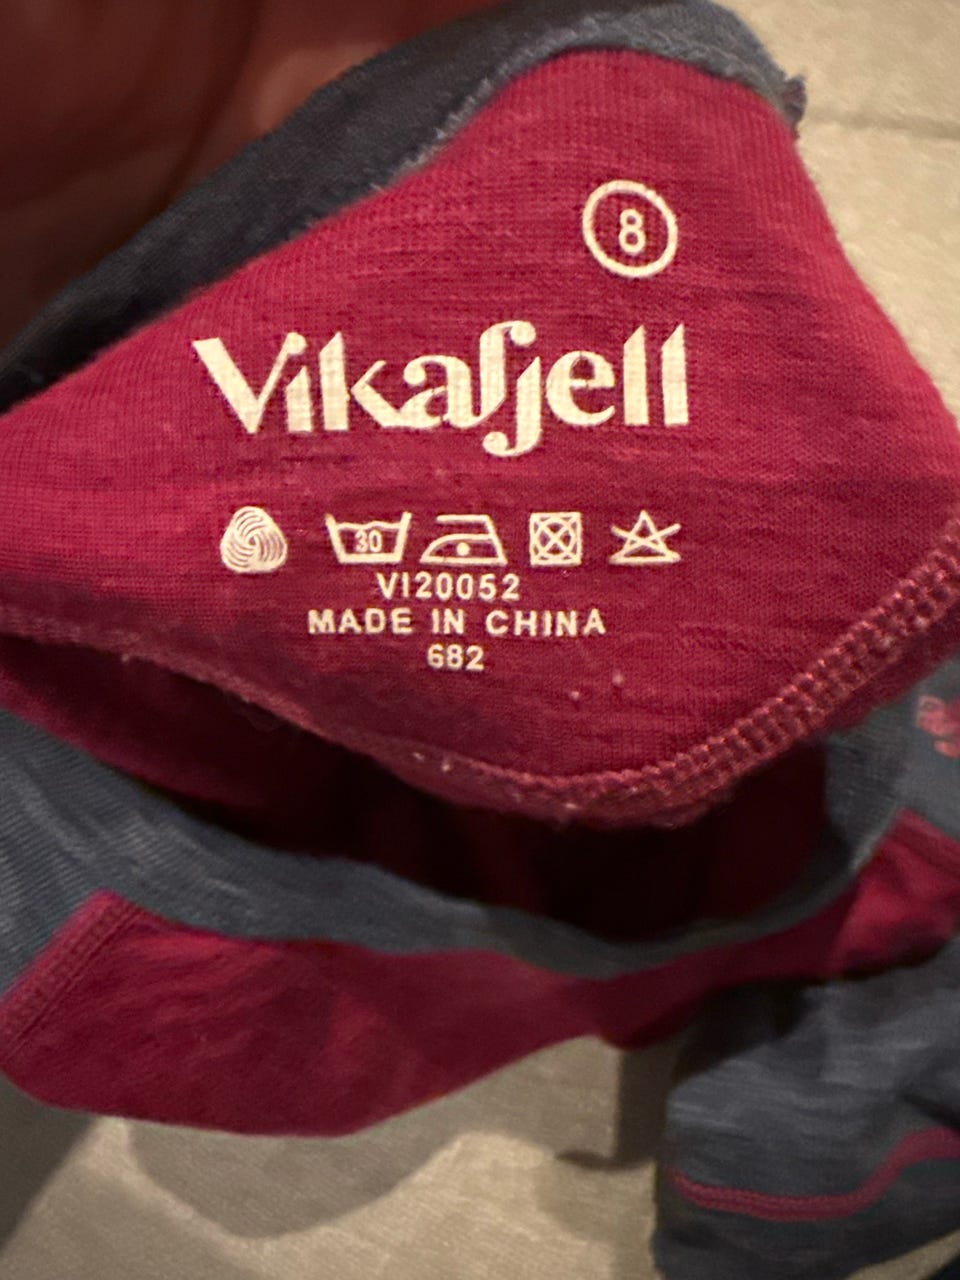 8
Vikafjell
30
VI20052
MADE IN CHINA
682